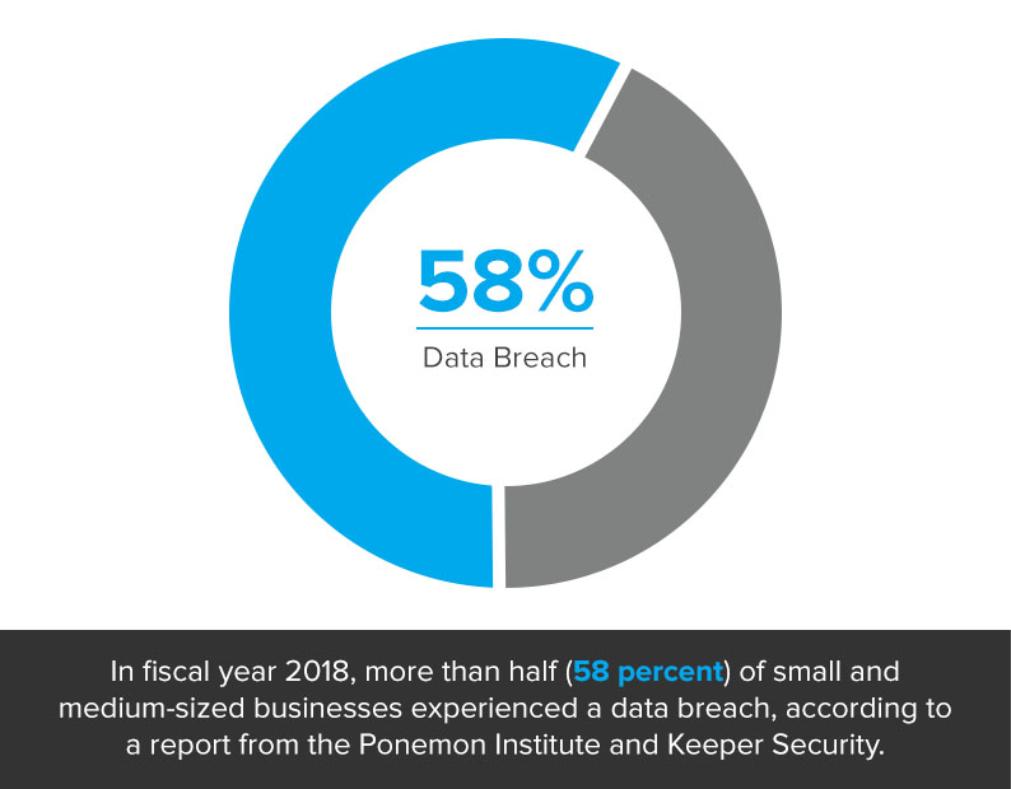 58%
Data Breach
In fiscal year 2018, more than half (58 percent) of small and
medium-sized businesses experienced a data breach, according to
a report from the Ponemon Institute and Keeper Security.